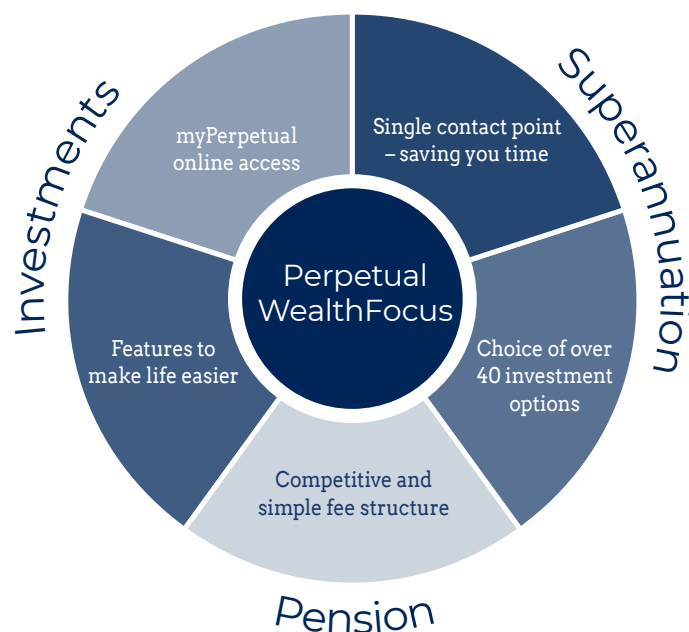 Investments
Superannuation
myPerpetual
online access
Single contact point
– saving you time
Perpetual
WealthFocus
Features to
make life easier
Choice of over
40 investment
options
Competitive and
simple fee structure
Pension